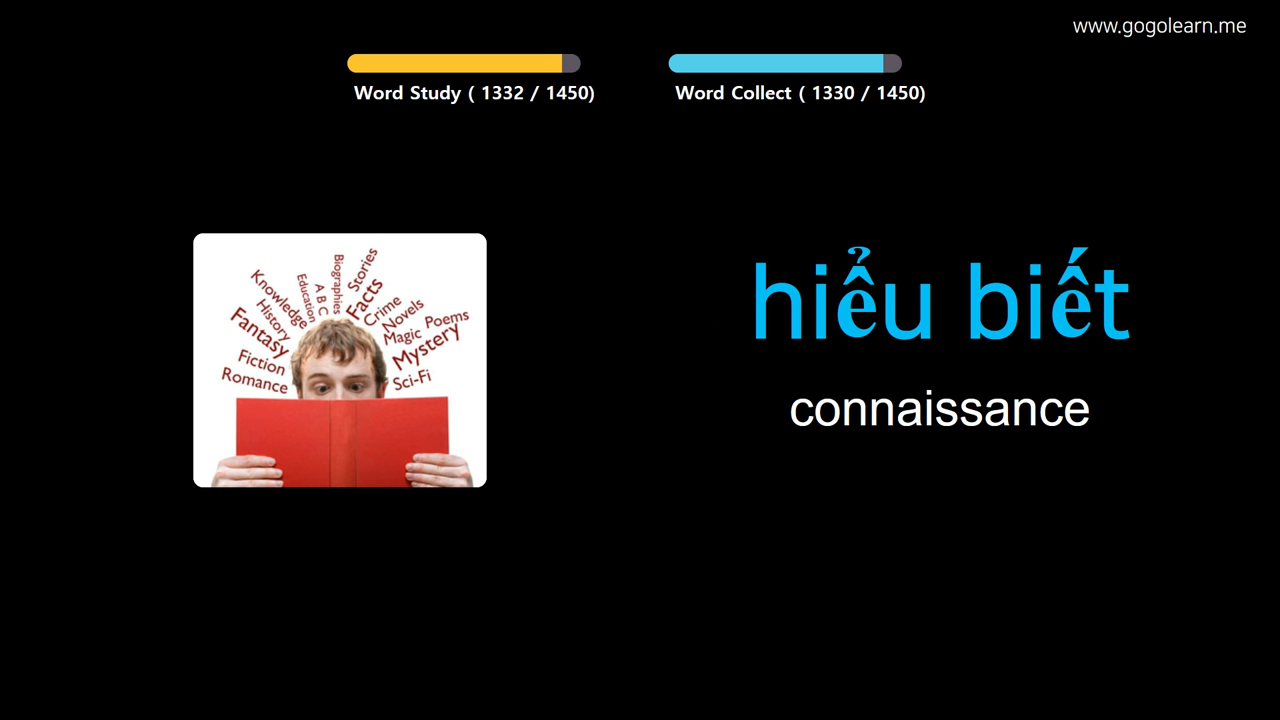 www.gogolearn.me
Word Study ( 1332 / 1450)
Word Collect ( 1330 / 1450)
hiểu biết
connaissance
Knowledge
History
Fantasy
Fiction
Romance
Education
A B C
Biographies
Stories
Facts
Crime
Novels
Magic
Poems
Mystery
Sci-Fi